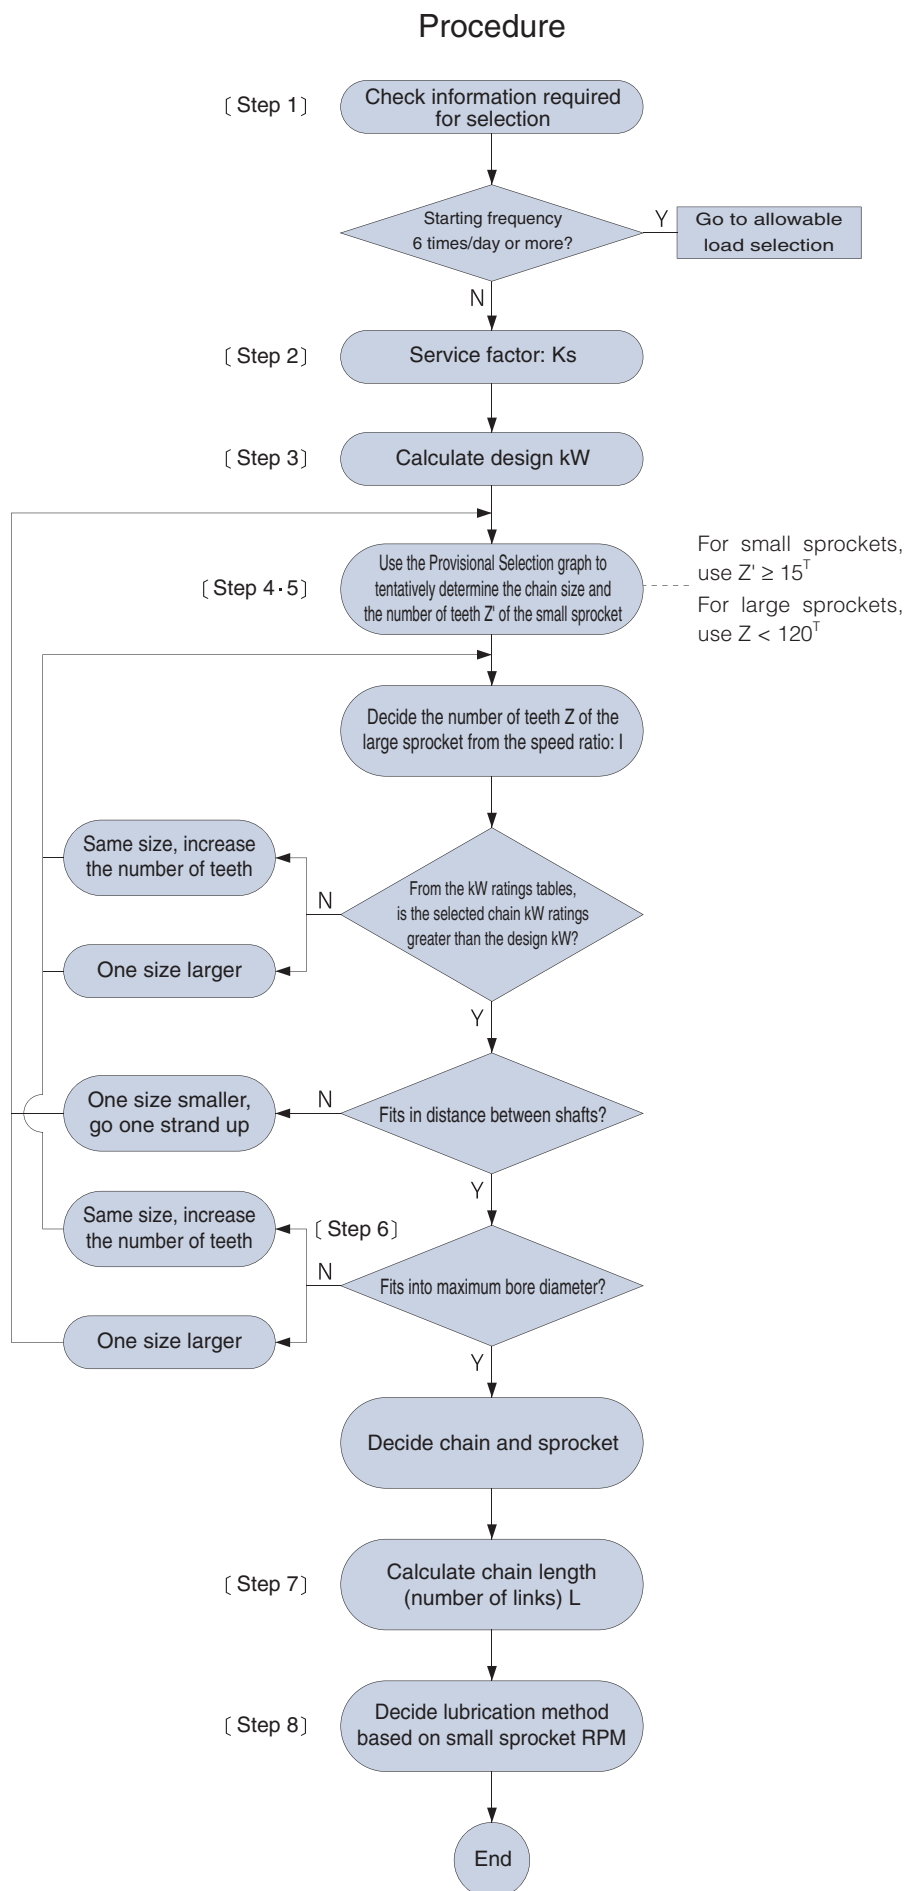 Procedure
〔 Step 1〕
Check information required
for selection
Starting frequency
6 times/day or more?
Y
Go to allowable
load selection
N
〔 Step 2〕
Service factor: Ks
〔 Step 3〕
Calculate design kW
〔 Step 4·5〕
Use the Provisional Selection graph to
tentatively determine the chain size and
the number of teeth Z' of the small sprocket
For small sprockets,
use Z' ≥ 15ᵀ
For large sprockets,
use Z < 120ᵀ
Decide the number of teeth Z of the
large sprocket from the speed ratio: I
Same size, increase
the number of teeth
N
From the kW ratings tables,
is the selected chain kW ratings
greater than the design kW?
One size larger
Y
One size smaller,
go one strand up
N
Fits in distance between shafts?
Y
Same size, increase
the number of teeth
〔 Step 6〕
N
Fits into maximum bore diameter?
One size larger
Y
Decide chain and sprocket
〔 Step 7〕
Calculate chain length
(number of links) L
〔 Step 8〕
Decide lubrication method
based on small sprocket RPM
End